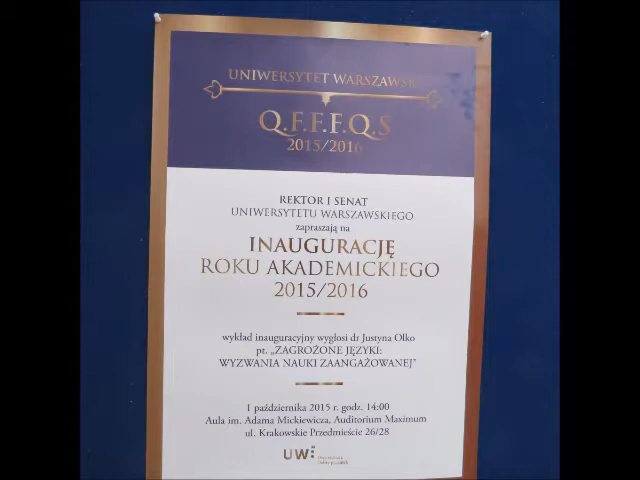 UNIWERSYTET WARSZAWSKI
Q.F.F.F.Q.S
2015/2016
REKTOR I SENAT
UNIWERSYTETU WARSZAWSKIEGO
zapraszają na
INAUGURACJĘ
ROKU AKADEMICKIEGO
2015/2016
wykład inauguracyjny wygłosi dr Justyna Olko
pt. „ZAGROŻONE JĘZYKI:
WYZWANIA NAUKI ZAANGAŻOWANEJ”
1 października 2015 r. godz. 14:00
Aula im. Adama Mickiewicza, Auditorium Maximum
ul. Krakowskie Przedmieście 26/28
UW